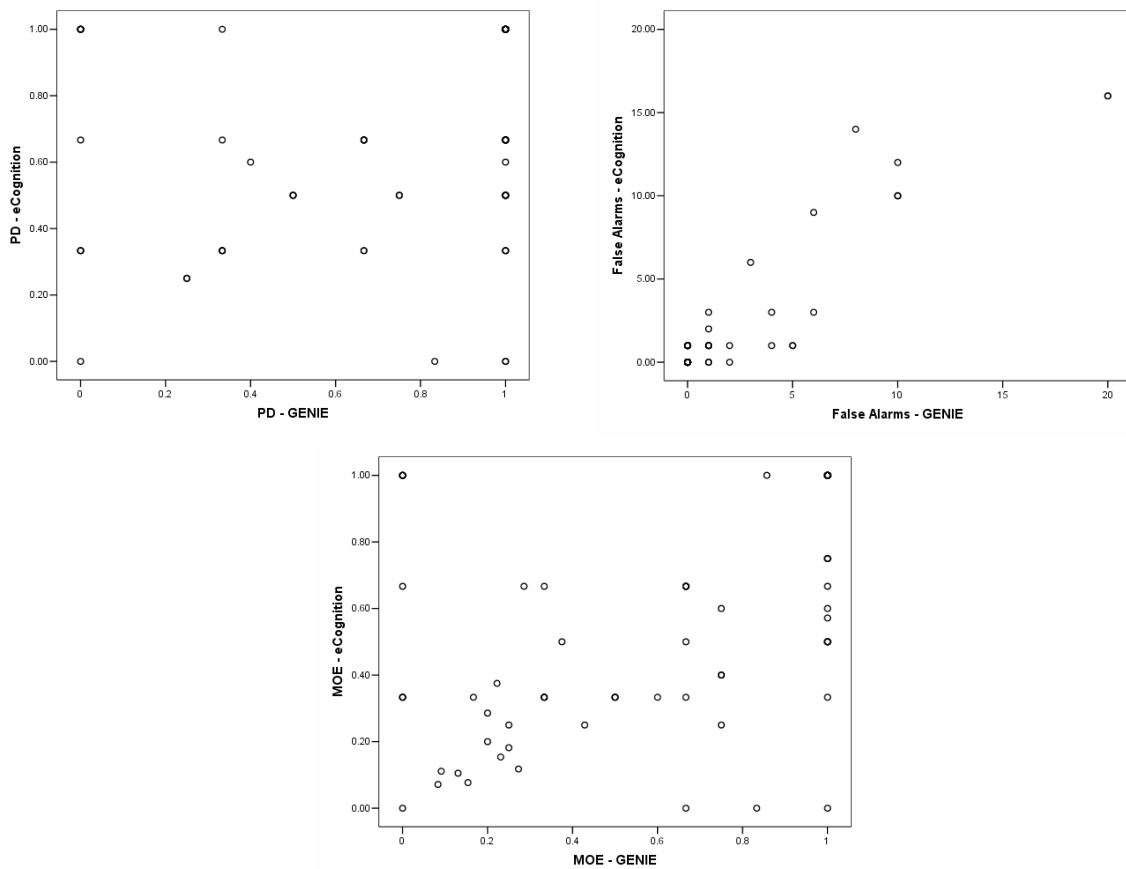 1.00
0.80
0.60
0.40
0.20
0.00
PD - eCognition
0 0.2 0.4 0.6 0.8 1
PD - GENIE
20.00
15.00
10.00
5.00
0.00
False Alarms - eCognition
0 5 10 15 20
False Alarms - GENIE
1.00
0.80
0.60
0.40
0.20
0.00
MOE - eCognition
0 0.2 0.4 0.6 0.8 1
MOE - GENIE